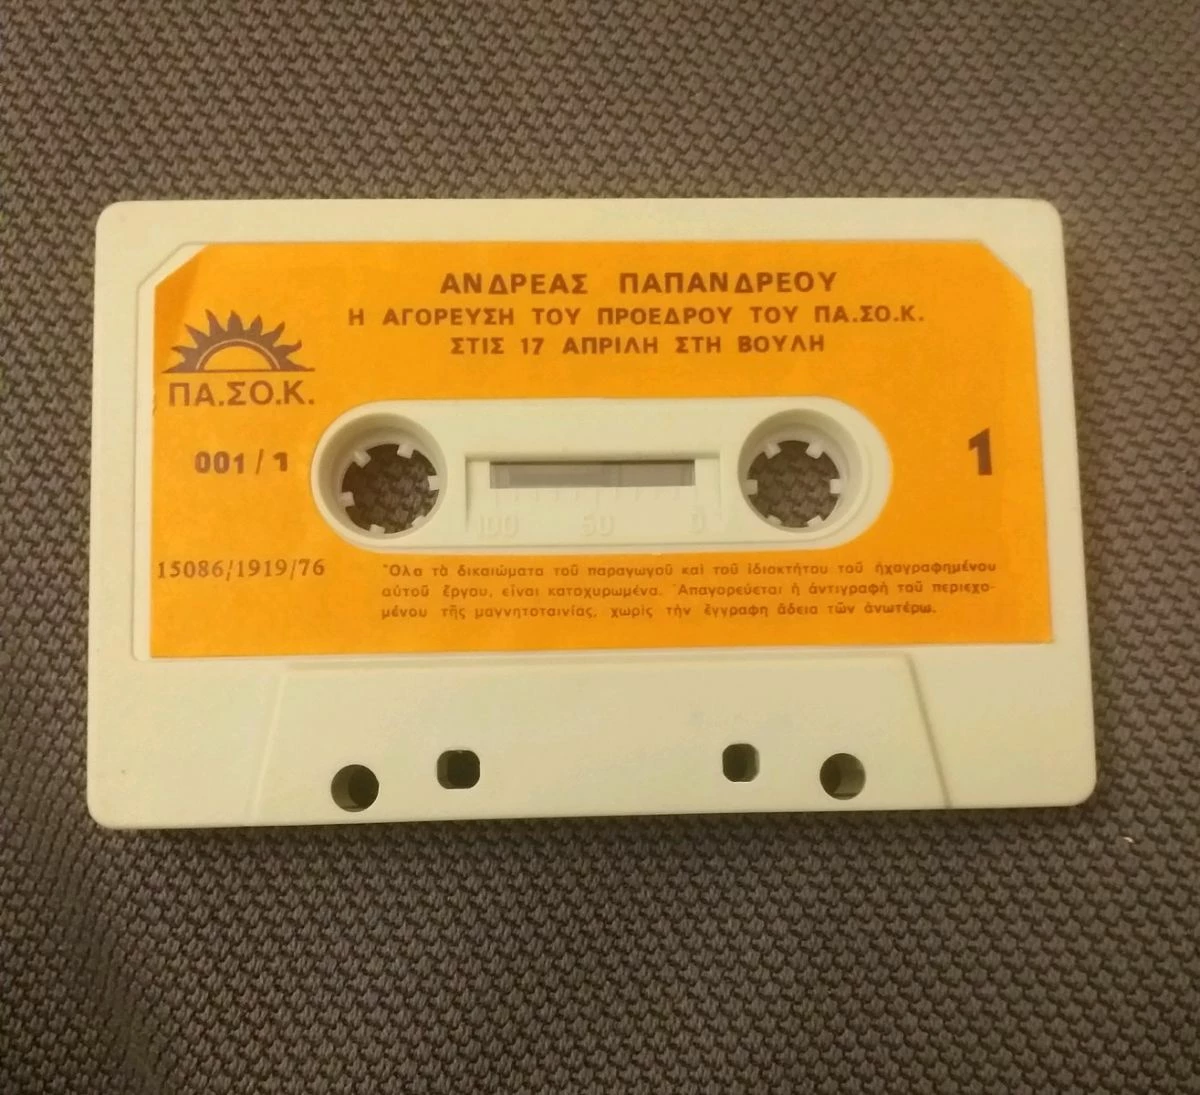 ΑΝΔΡΕΑΣ ΠΑΠΑΝΔΡΕΟΥ
Η ΑΓΟΡΕΥΣΗ ΤΟΥ ΠΡΟΕΔΡΟΥ ΤΟΥ ΠΑ.ΣΟ.Κ.
ΣΤΙΣ 17 ΑΠΡΙΛΗ ΣΤΗ ΒΟΥΛΗ
ΠΑ.ΣΟ.Κ.
001/1
1
100 50 0
15086/1919/76
Ὅλα τὰ δικαιώματα τοῦ παραγωγοῦ καὶ τοῦ ἰδιοκτήτου τοῦ ἠχογραφημένου
αὐτοῦ ἔργου, εἶναι κατοχυρωμένα. Ἀπαγορεύεται ἡ ἀντιγραφὴ τοῦ περιεχο-
μένου τῆς μαγνητοταινίας, χωρὶς τὴν ἔγγραφη ἄδεια τῶν ἀνωτέρω.